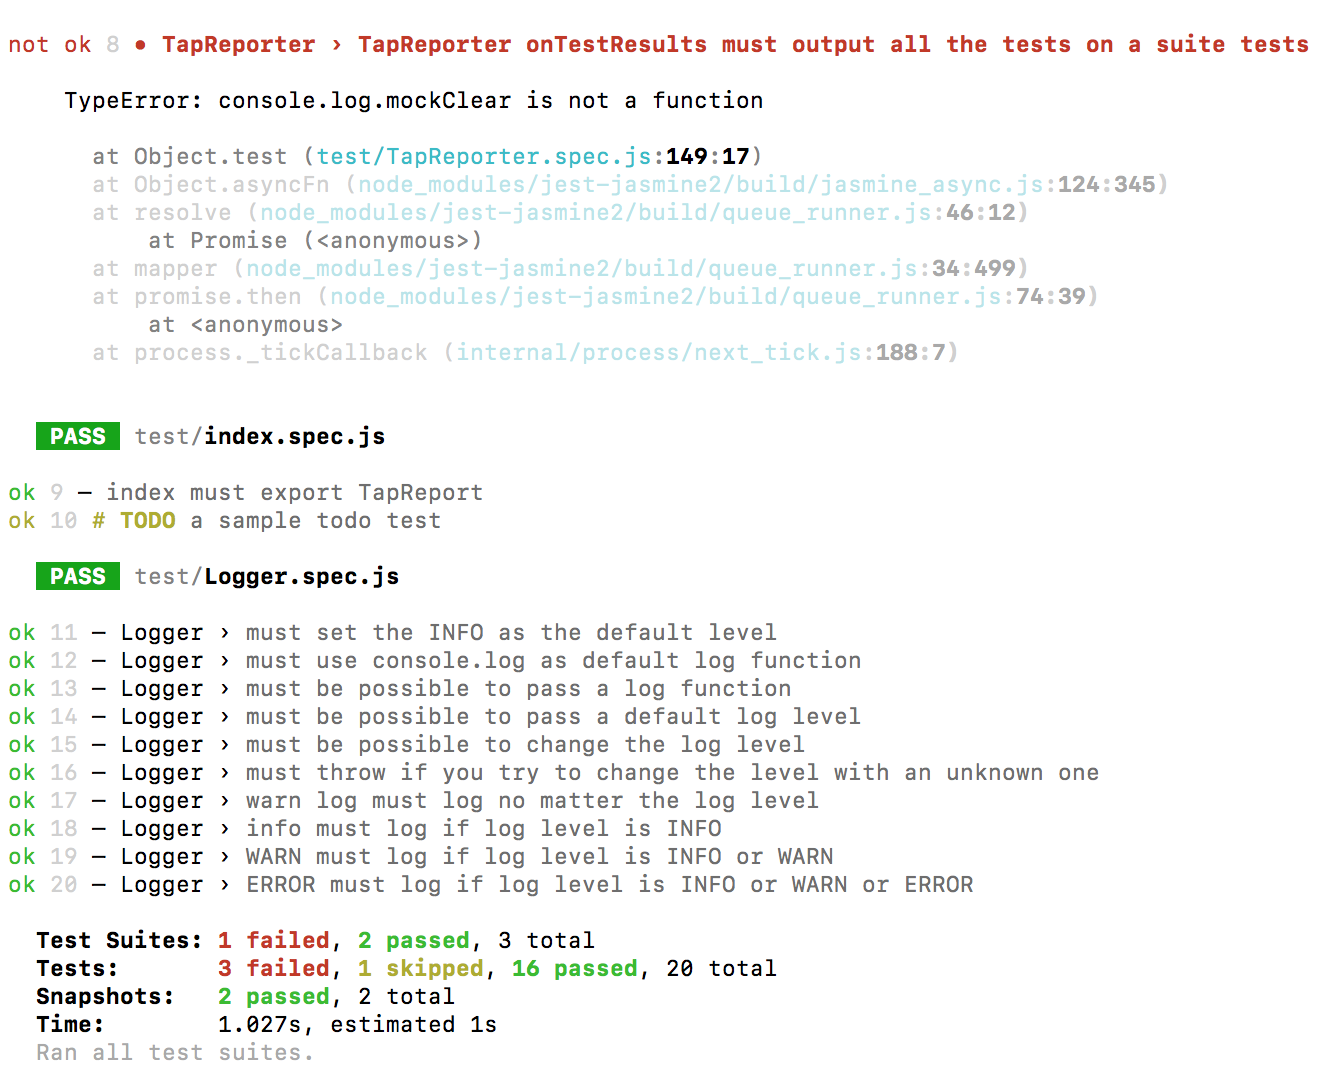 not ok 8 ● TapReporter › TapReporter onTestResults must output all the tests on a suite tests
TypeError: console.log.mockClear is not a function
at Object.test (test/TapReporter.spec.js:149:17)
at Object.asyncFn (node_modules/jest-jasmine2/build/jasmine_async.js:124:345)
at resolve (node_modules/jest-jasmine2/build/queue_runner.js:46:12)
at Promise (<anonymous>)
at mapper (node_modules/jest-jasmine2/build/queue_runner.js:34:499)
at promise.then (node_modules/jest-jasmine2/build/queue_runner.js:74:39)
at <anonymous>
at process._tickCallback (internal/process/next_tick.js:188:7)
PASS test/index.spec.js
ok 9 — index must export TapReport
ok 10 # TODO a sample todo test
PASS test/Logger.spec.js
ok 11 — Logger › must set the INFO as the default level
ok 12 — Logger › must use console.log as default log function
ok 13 — Logger › must be possible to pass a log function
ok 14 — Logger › must be possible to pass a default log level
ok 15 — Logger › must be possible to change the log level
ok 16 — Logger › must throw if you try to change the level with an unknown one
ok 17 — Logger › warn log must log no matter the log level
ok 18 — Logger › info must log if log level is INFO
ok 19 — Logger › WARN must log if log level is INFO or WARN
ok 20 — Logger › ERROR must log if log level is INFO or WARN or ERROR
Test Suites: 1 failed, 2 passed, 3 total
Tests: 3 failed, 1 skipped, 16 passed, 20 total
Snapshots: 2 passed, 2 total
Time: 1.027s, estimated 1s
Ran all test suites.